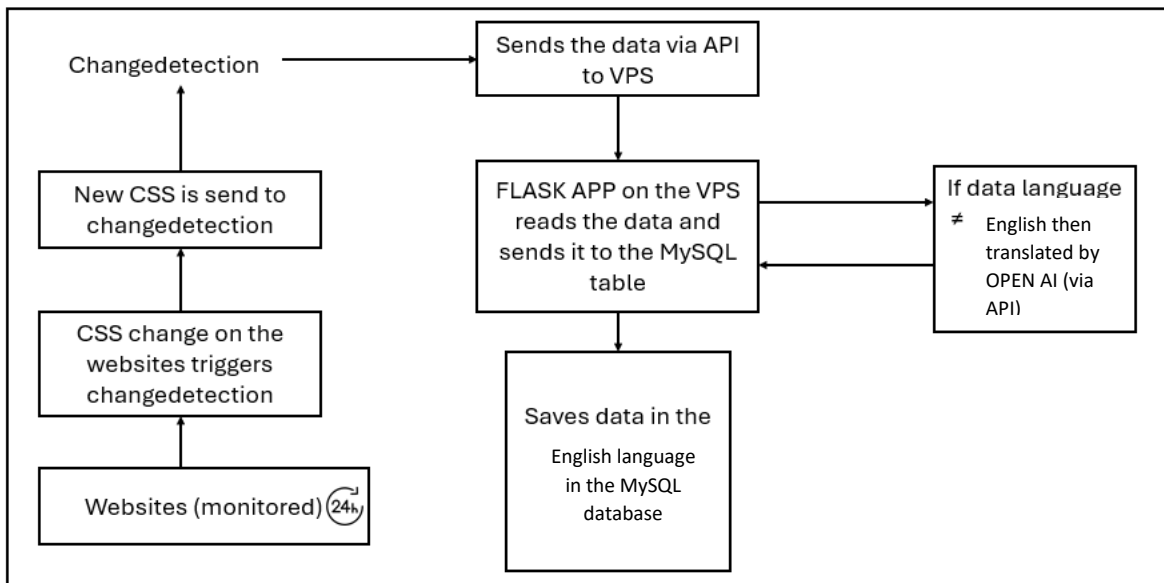 Changedetection
New CSS is send to
changedetection
CSS change on the
websites triggers
changedetection
Websites (monitored)
24h
Sends the data via API
to VPS
FLASK APP on the VPS
reads the data and
sends it to the MySQL
table
If data language
≠ English then
translated by
OPEN AI (via
API)
Saves data in the
English language
in the MySQL
database